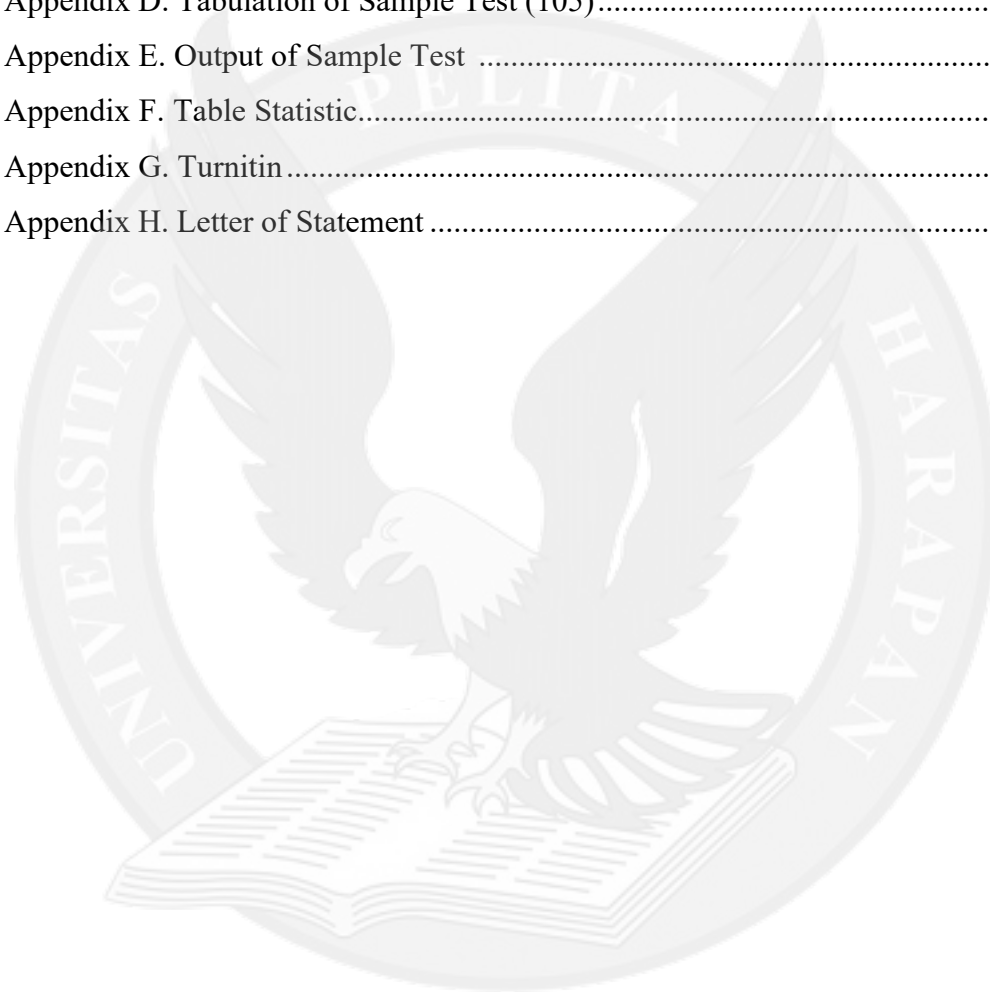 Appendix D. Tabulation of Sample Test (105)................................................
Appendix E. Output of Sample Test ...............................................................
Appendix F. Table Statistic..............................................................................
Appendix G. Turnitin.......................................................................................
Appendix H. Letter of Statement .....................................................................
UNIVERSITAS PELITA HARAPAN